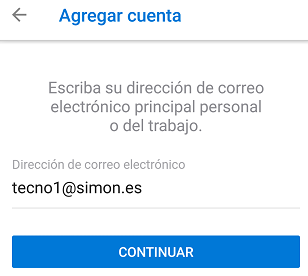 Agregar cuenta
Escriba su dirección de correo
electrónico principal personal
o del trabajo.
Dirección de correo electrónico
tecno1@simon.es
CONTINUAR